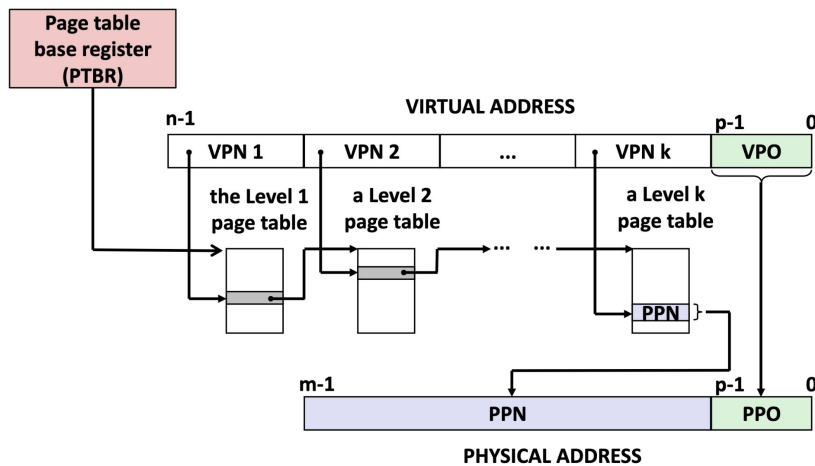 Page table
base register
(PTBR)
VIRTUAL ADDRESS
n-1 p-1 0
VPN 1 VPN 2 ... VPN k VPO
the Level 1
page table
a Level 2
page table
a Level k
page table
... ...
PPN
m-1 p-1 0
PPN PPO
PHYSICAL ADDRESS